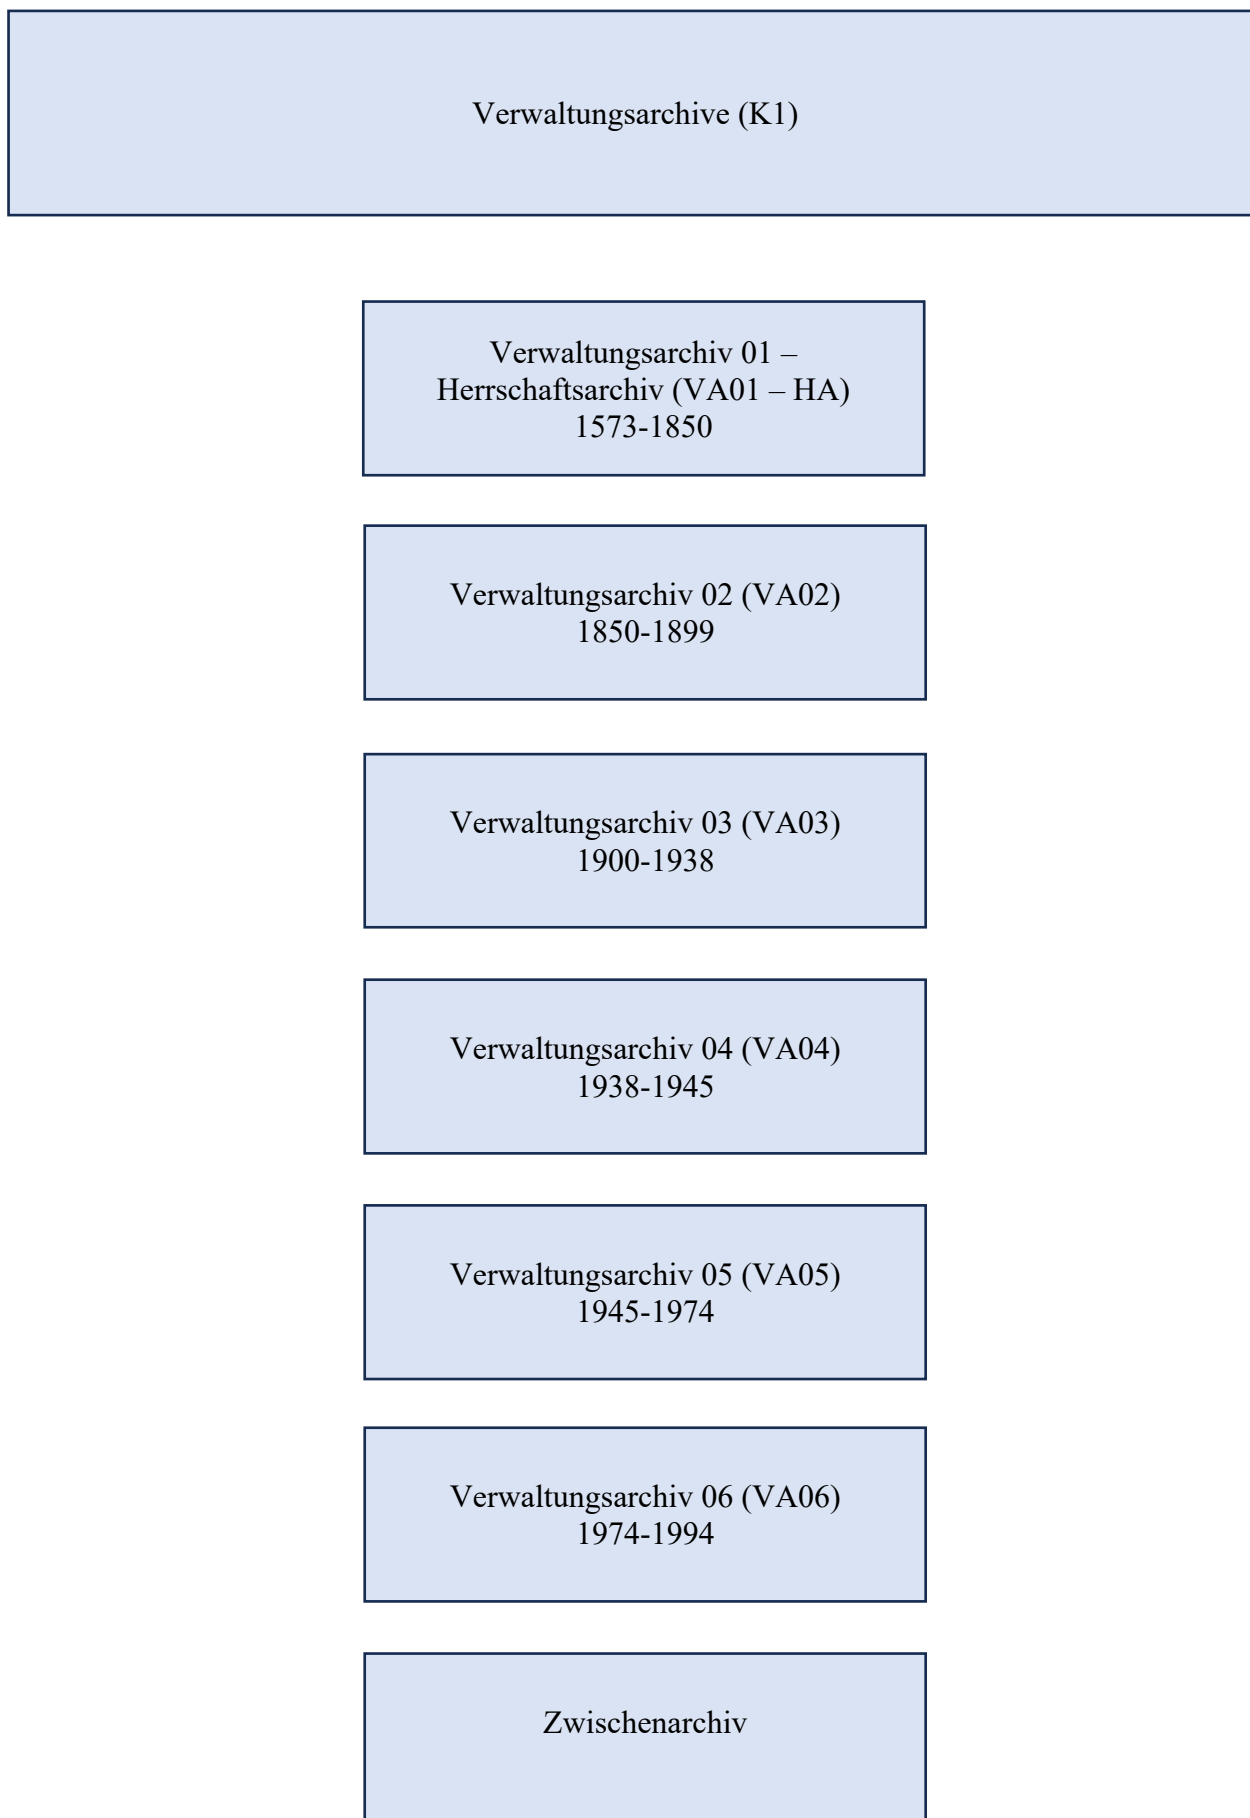 Verwaltungsarchive (K1)
Verwaltungsarchiv 01 –
Herrschaftsarchiv (VA01 – HA)
1573-1850
Verwaltungsarchiv 02 (VA02)
1850-1899
Verwaltungsarchiv 03 (VA03)
1900-1938
Verwaltungsarchiv 04 (VA04)
1938-1945
Verwaltungsarchiv 05 (VA05)
1945-1974
Verwaltungsarchiv 06 (VA06)
1974-1994
Zwischenarchiv